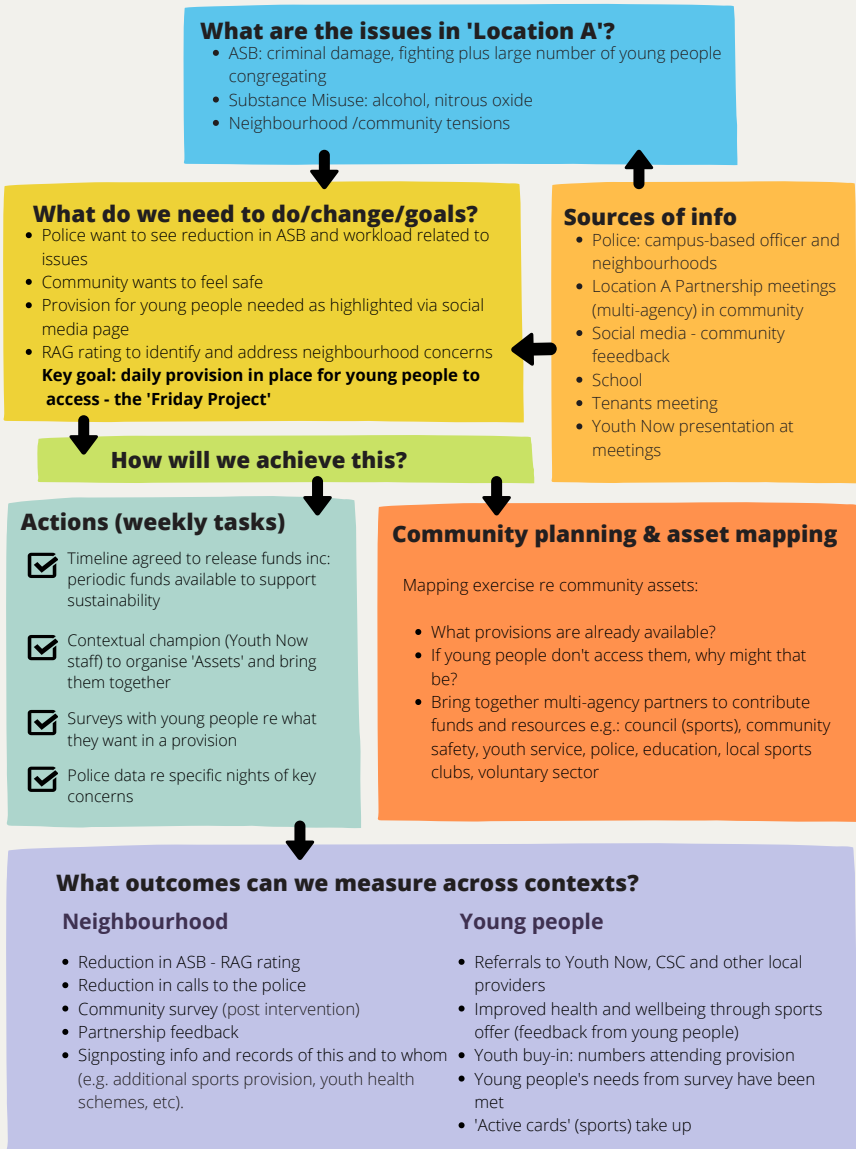 What are the issues in 'Location A'?
• ASB: criminal damage, fighting plus large number of young people
congregating
• Substance Misuse: alcohol, nitrous oxide
• Neighbourhood /community tensions
What do we need to do/change/goals?
• Police want to see reduction in ASB and workload related to
issues
• Community wants to feel safe
• Provision for young people needed as highlighted via social
media page
• RAG rating to identify and address neighbourhood concerns
Key goal: daily provision in place for young people to
access - the 'Friday Project'
Sources of info
• Police: campus-based officer and
neighbourhoods
• Location A Partnership meetings
(multi-agency) in community
• Social media - community
feeedback
• School
• Tenants meeting
• Youth Now presentation at
meetings
How will we achieve this?
Actions (weekly tasks)
Timeline agreed to release funds inc:
periodic funds available to support
sustainability
Contextual champion (Youth Now
staff) to organise 'Assets' and bring
them together
Surveys with young people re what
they want in a provision
Police data re specific nights of key
concerns
Community planning & asset mapping
Mapping exercise re community assets:
• What provisions are already available?
• If young people don't access them, why might that
be?
• Bring together multi-agency partners to contribute
funds and resources e.g.: council (sports), community
safety, youth service, police, education, local sports
clubs, voluntary sector
What outcomes can we measure across contexts?
Neighbourhood
• Reduction in ASB - RAG rating
• Reduction in calls to the police
• Community survey (post intervention)
• Partnership feedback
• Signposting info and records of this and to whom
(e.g. additional sports provision, youth health
schemes, etc).
Young people
• Referrals to Youth Now, CSC and other local
providers
• Improved health and wellbeing through sports
offer (feedback from young people)
• Youth buy-in: numbers attending provision
• Young people's needs from survey have been
met
• 'Active cards' (sports) take up